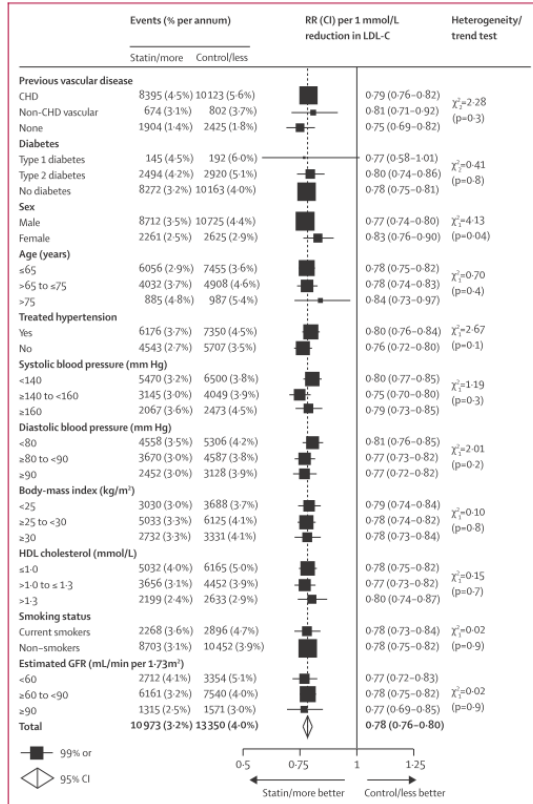 Events (% per annum) RR (CI) per 1 mmol/L reduction in LDL-C Heterogeneity/ trend test
Statin/more Control/less
Previous vascular disease
CHD 8395 (4·5%) 10123 (5·6%) 0·79 (0·76–0·82)
Non-CHD vascular 674 (3·1%) 802 (3·7%) 0·81 (0·71–0·92) χ²₂=2·28 (p=0·3)
None 1904 (1·4%) 2425 (1·8%) 0·75 (0·69–0·82)
Diabetes
Type 1 diabetes 145 (4·5%) 192 (6·0%) 0·77 (0·58–1·01)
Type 2 diabetes 2494 (4·2%) 2920 (5·1%) 0·80 (0·74–0·86) χ²₂=0·41 (p=0·8)
No diabetes 8272 (3·2%) 10163 (4·0%) 0·78 (0·75–0·81)
Sex
Male 8712 (3·5%) 10725 (4·4%) 0·77 (0·74–0·80) χ²₁=4·13
Female 2261 (2·5%) 2625 (2·9%) 0·83 (0·76–0·90) (p=0·04)
Age (years)
≤65 6056 (2·9%) 7455 (3·6%) 0·78 (0·75–0·82)
>65 to ≤75 4032 (3·7%) 4908 (4·6%) 0·78 (0·74–0·83) χ²₁=0·70 (p=0·4)
>75 885 (4·8%) 987 (5·4%) 0·84 (0·73–0·97)
Treated hypertension
Yes 6176 (3·7%) 7350 (4·5%) 0·80 (0·76–0·84) χ²₁=2·67
No 4543 (2·7%) 5707 (3·5%) 0·76 (0·72–0·80) (p=0·1)
Systolic blood pressure (mm Hg)
<140 5470 (3·2%) 6500 (3·8%) 0·80 (0·77–0·85)
≥140 to <160 3145 (3·0%) 4049 (3·9%) 0·75 (0·70–0·80) χ²₁=1·19 (p=0·3)
≥160 2067 (3·6%) 2473 (4·5%) 0·79 (0·73–0·85)
Diastolic blood pressure (mm Hg)
<80 4558 (3·5%) 5306 (4·2%) 0·81 (0·76–0·85)
≥80 to <90 3670 (3·0%) 4587 (3·8%) 0·77 (0·73–0·82) χ²₁=2·01 (p=0·2)
≥90 2452 (3·0%) 3128 (3·9%) 0·77 (0·72–0·82)
Body-mass index (kg/m²)
<25 3030 (3·0%) 3688 (3·7%) 0·79 (0·74–0·84)
≥25 to <30 5033 (3·3%) 6125 (4·1%) 0·78 (0·74–0·82) χ²₁=0·10 (p=0·8)
≥30 2732 (3·3%) 3331 (4·1%) 0·78 (0·73–0·84)
HDL cholesterol (mmol/L)
≤1·0 5032 (4·0%) 6165 (5·0%) 0·78 (0·75–0·82)
>1·0 to ≤ 1·3 3656 (3·1%) 4452 (3·9%) 0·77 (0·73–0·82) χ²₁=0·15 (p=0·7)
>1·3 2199 (2·4%) 2633 (2·9%) 0·80 (0·74–0·87)
Smoking status
Current smokers 2268 (3·6%) 2896 (4·7%) 0·78 (0·73–0·84) χ²₁=0·02
Non-smokers 8703 (3·1%) 10452 (3·9%) 0·78 (0·75–0·82) (p=0·9)
Estimated GFR (mL/min per 1·73m²)
<60 2712 (4·1%) 3354 (5·1%) 0·77 (0·72–0·83)
≥60 to <90 6161 (3·2%) 7540 (4·0%) 0·78 (0·75–0·82) χ²₁=0·02 (p=0·9)
≥90 1315 (2·5%) 1571 (3·0%) 0·77 (0·69–0·85)
Total 10973 (3·2%) 13350 (4·0%) 0·78 (0·76–0·80)
99% or
95% CI
0·5 0·75 1 1·25
Statin/more better Control/less better